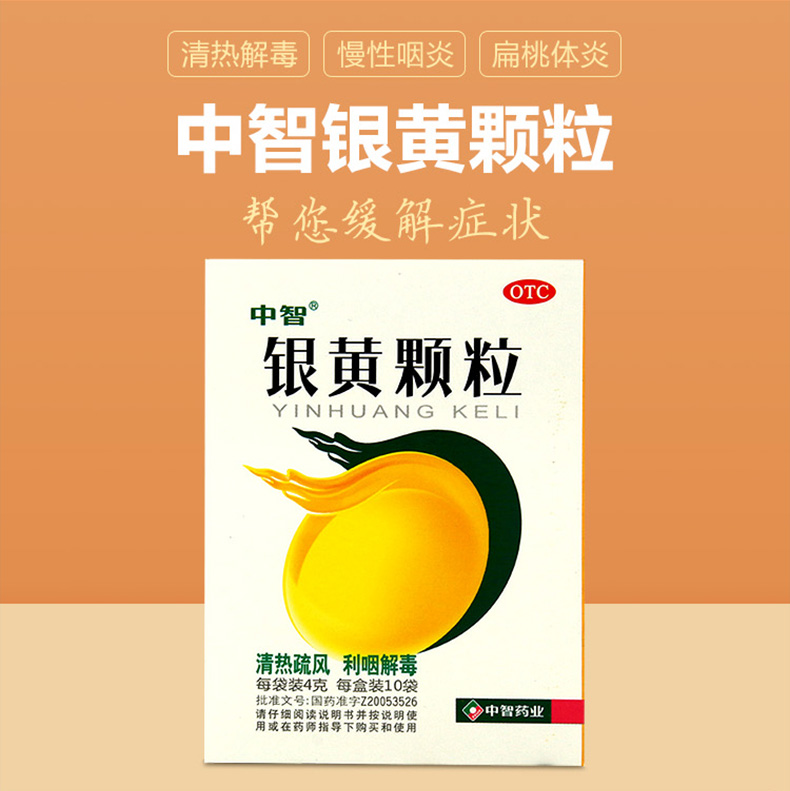 清热解毒 慢性咽炎 扁桃体炎
中智银黄颗粒
帮您缓解症状
OTC
中智®
银黄颗粒
YINHUANG KELI
清热疏风 利咽解毒
每袋装4克 每盒装10袋
批准文号:国药准字Z20053526
请仔细阅读说明书并按说明使
用或在药师指导下购买和使用
中智药业